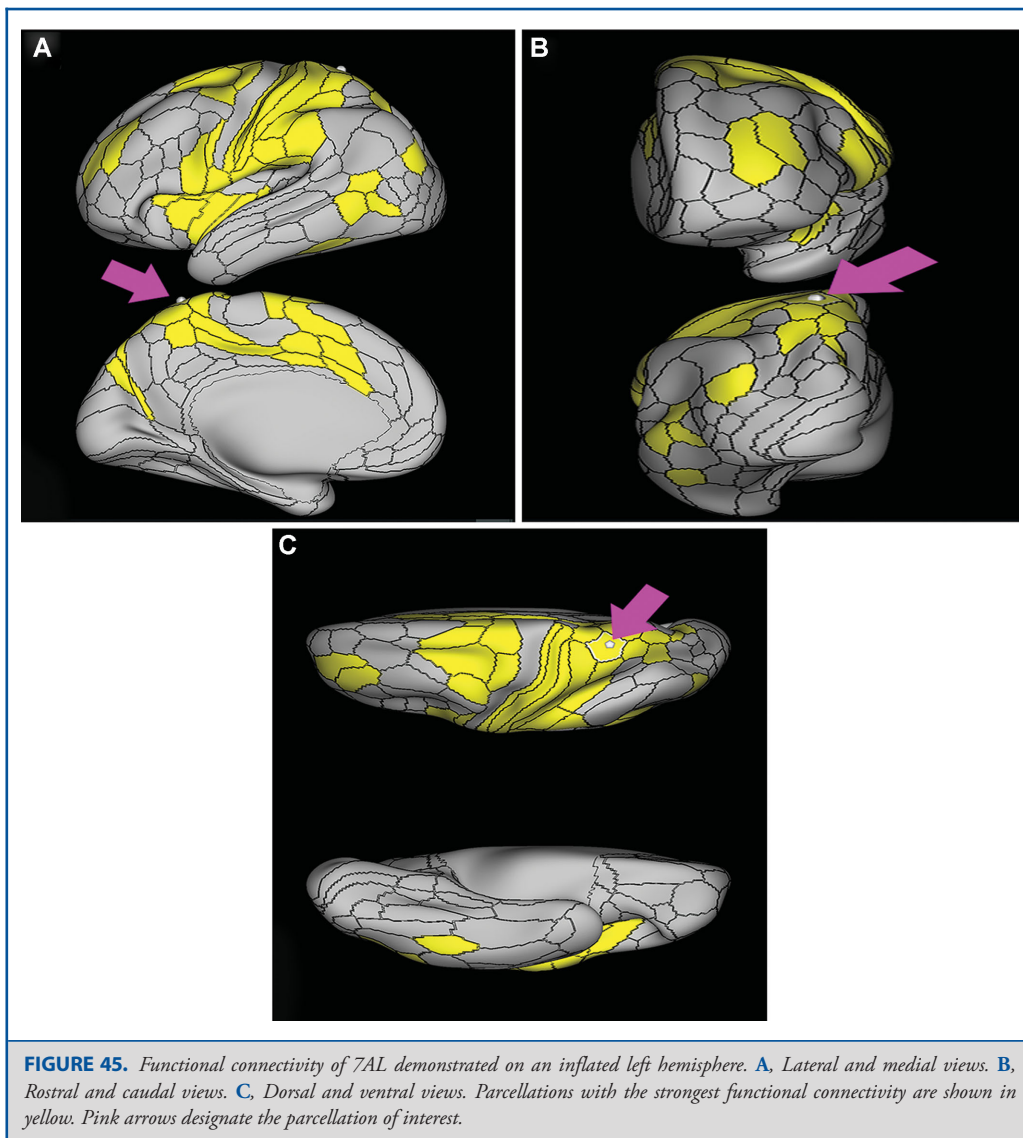 A
B
C
FIGURE 45. Functional connectivity of 7AL demonstrated on an inflated left hemisphere. A, Lateral and medial views. B,
Rostral and caudal views. C, Dorsal and ventral views. Parcellations with the strongest functional connectivity are shown in
yellow. Pink arrows designate the parcellation of interest.